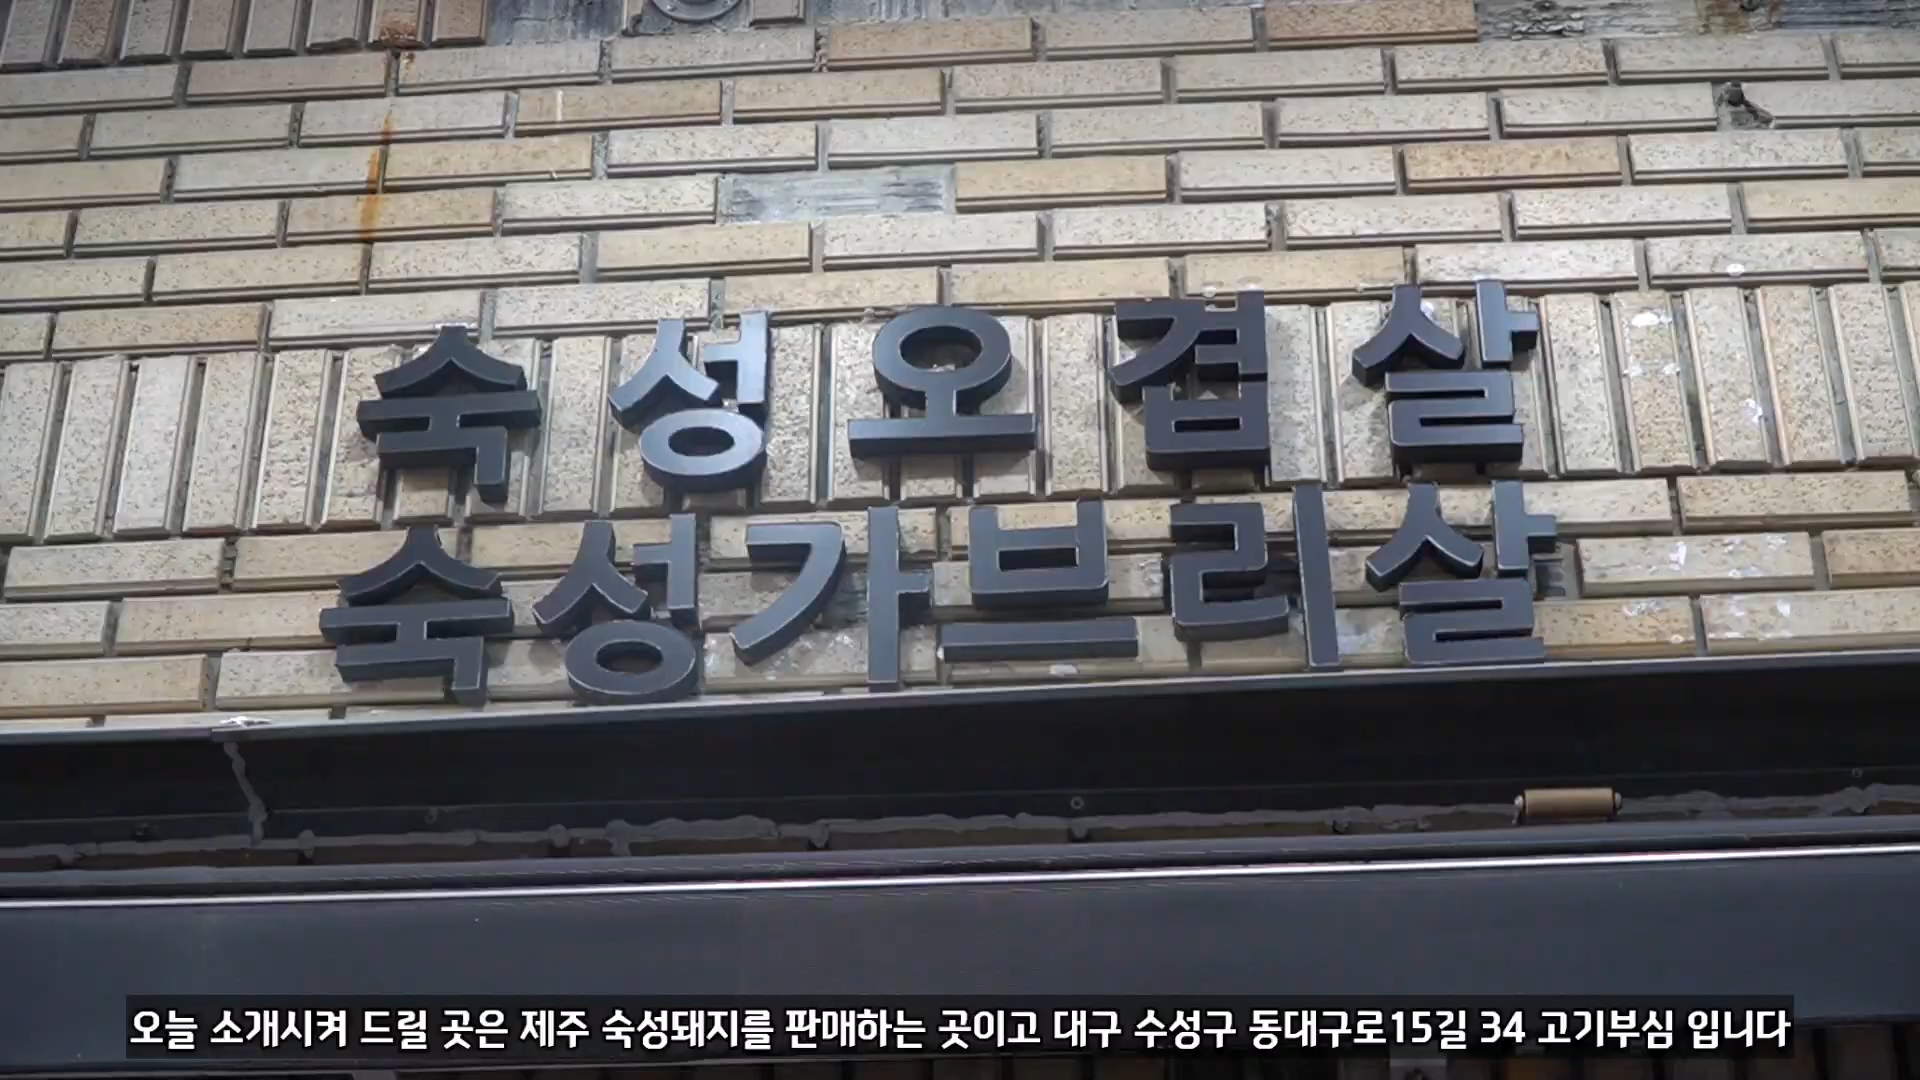 숙성오겹살
숙성가브리살
오늘 소개시켜 드릴 곳은 제주 숙성돼지를 판매하는 곳이고 대구 수성구 동대구로15길 34 고기부심 입니다